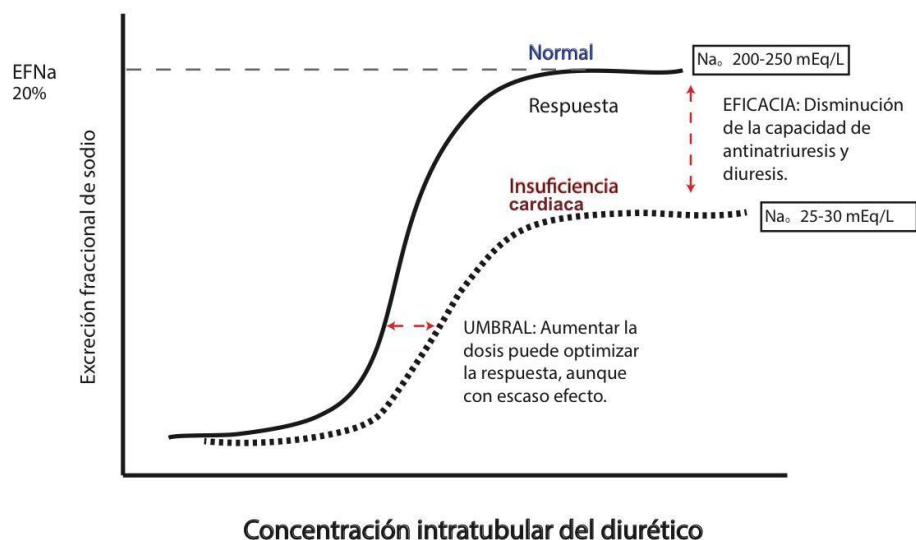 Normal
Na₀ 200-250 mEq/L
EFNa
20%
Respuesta
EFICACIA: Disminución
de la capacidad de
antinatriuresis y
diuresis.
Insuficiencia
cardiaca
Na₀ 25-30 mEq/L
UMBRAL: Aumentar la
dosis puede optimizar
la respuesta, aunque
con escaso efecto.
Excreción fraccional de sodio
Concentración intratubular del diurético